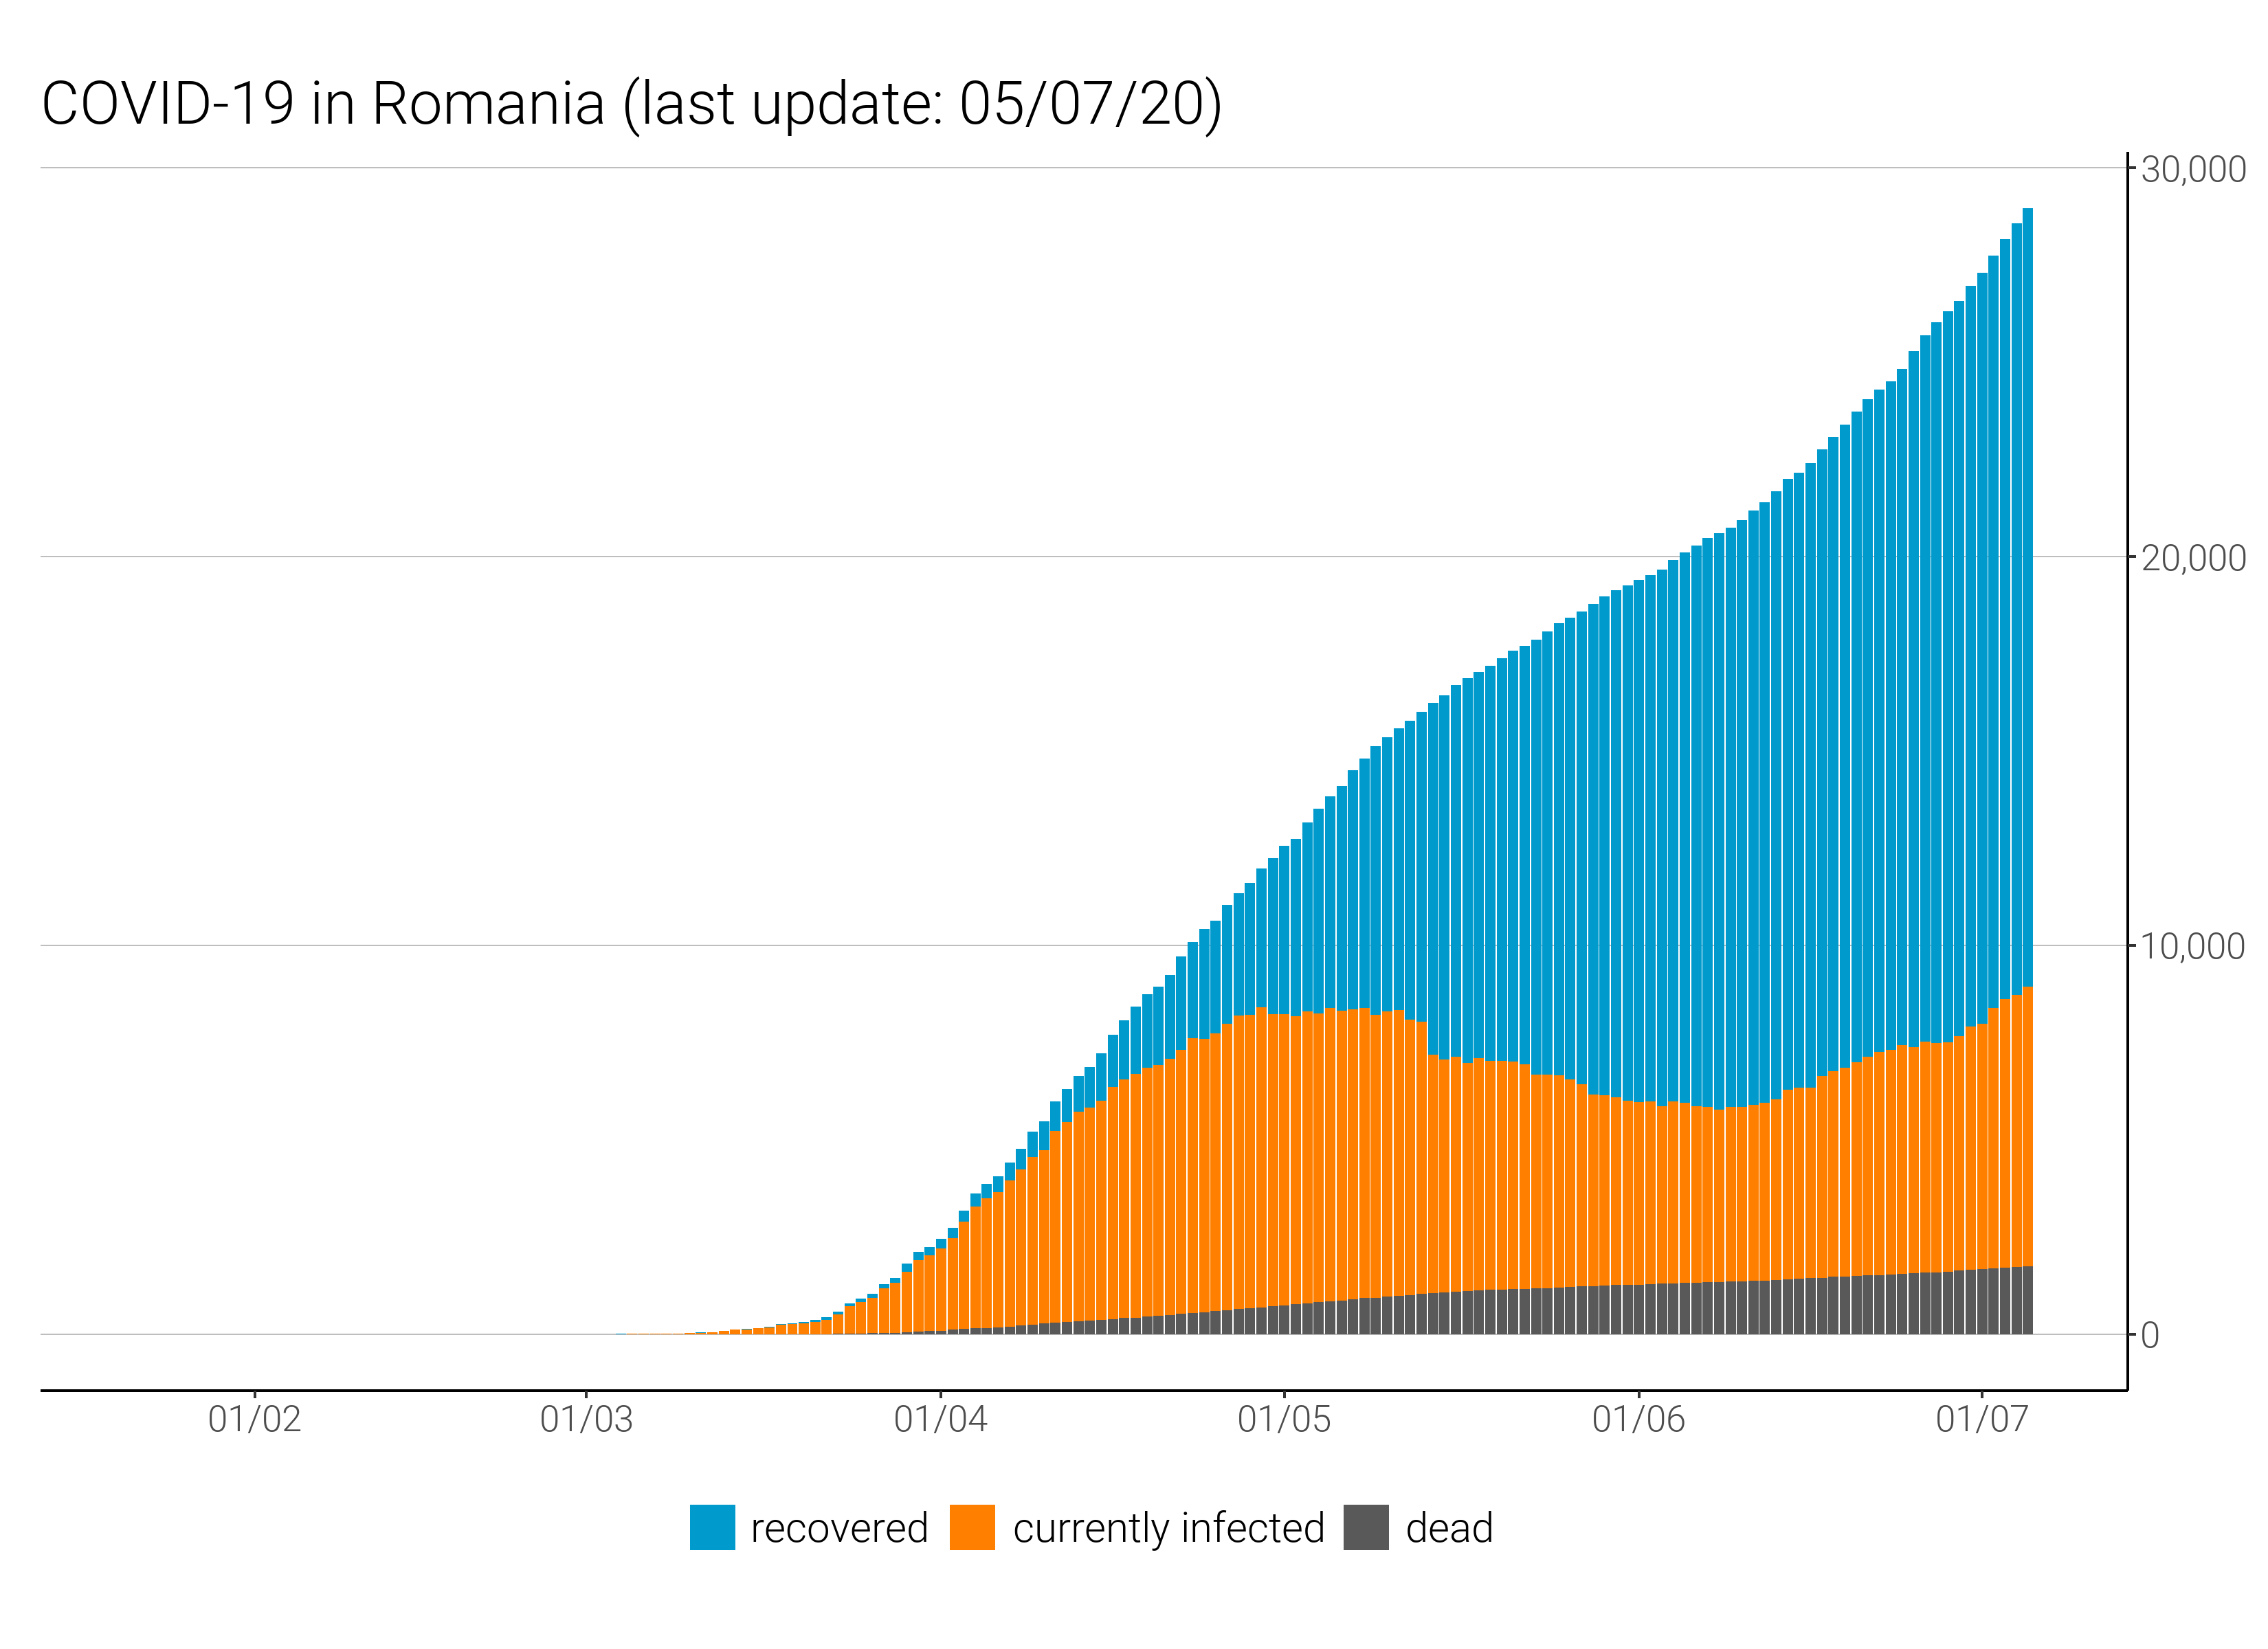 COVID-19 in Romania (last update: 05/07/20)
30,000
20,000
10,000
0
01/02 01/03 01/04 01/05 01/06 01/07
recovered currently infected dead